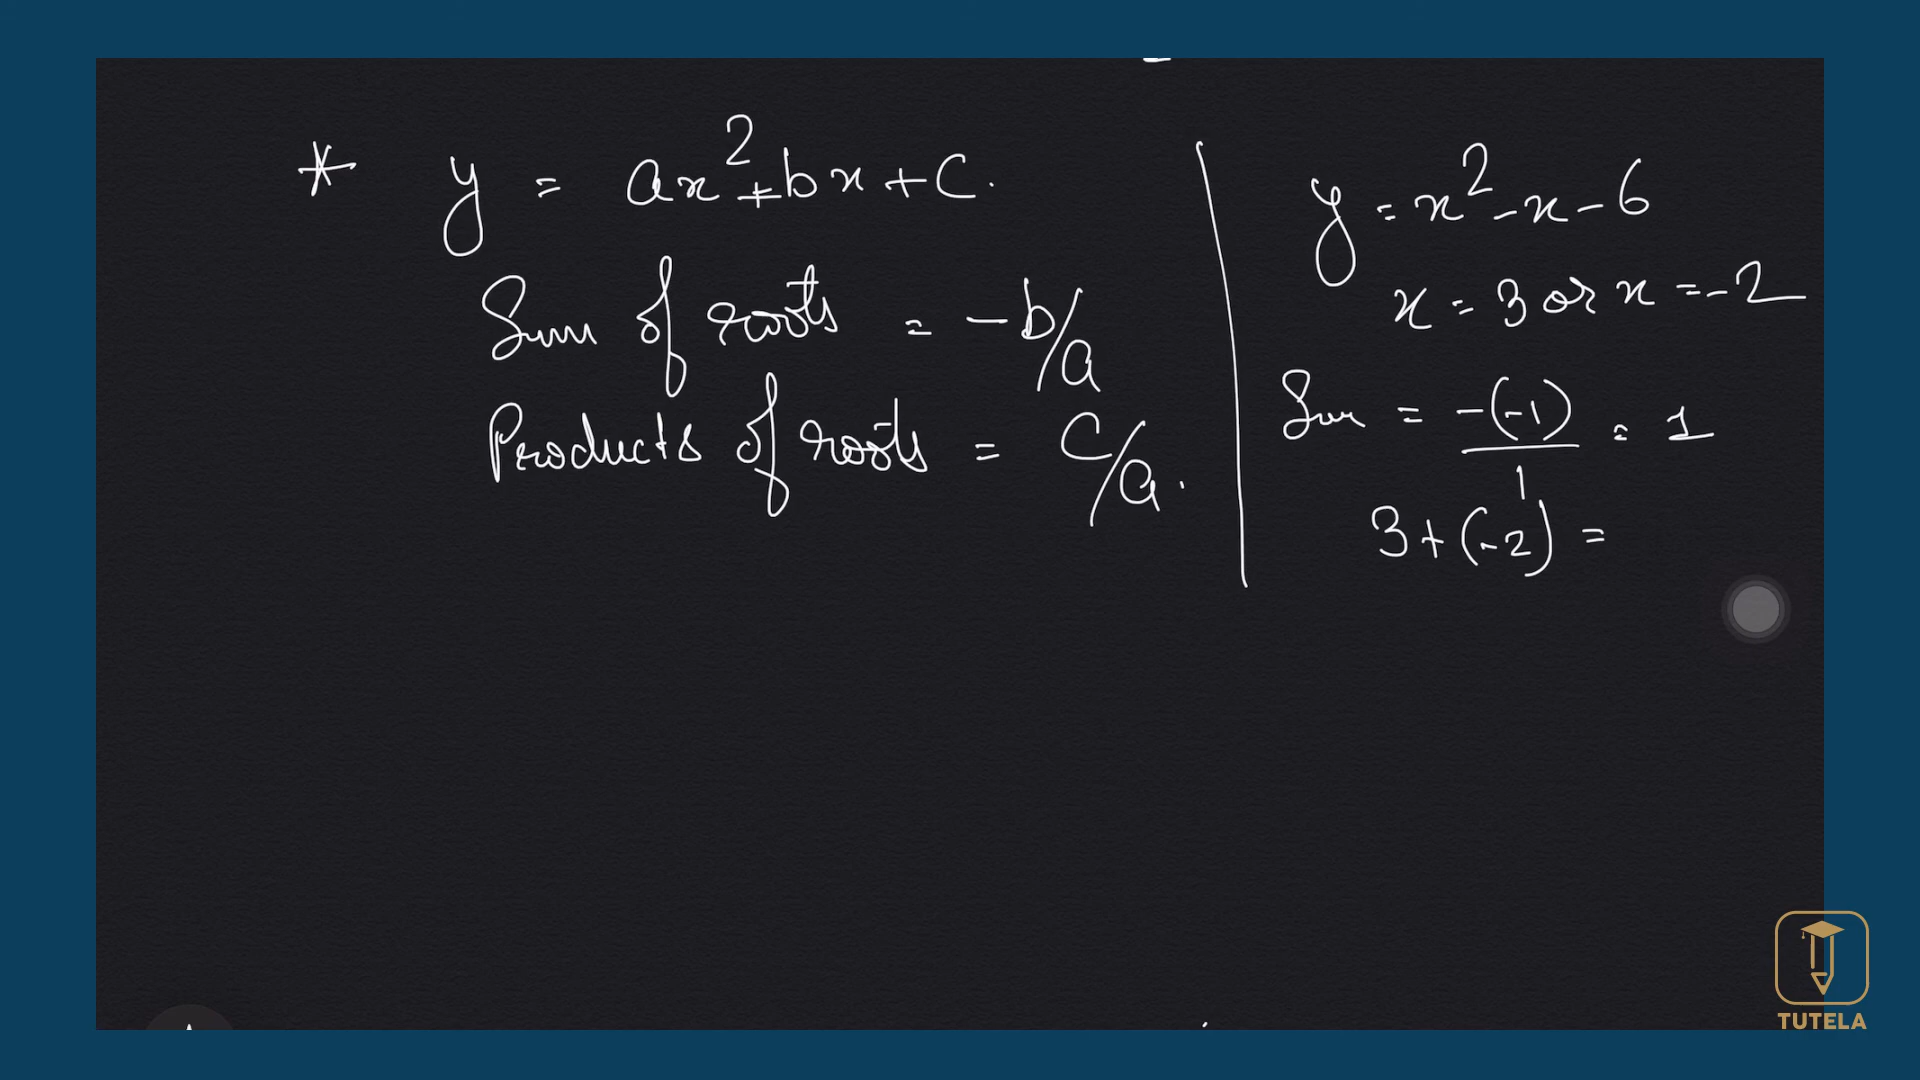 * y = ax²+bx+c.
Sum of roots = -b/a
Products of roots = C/a.
y = x²-x-6
x = 3 or x = -2
Sum = -(-1)/1 = 1
3+(-2) =
TUTELA